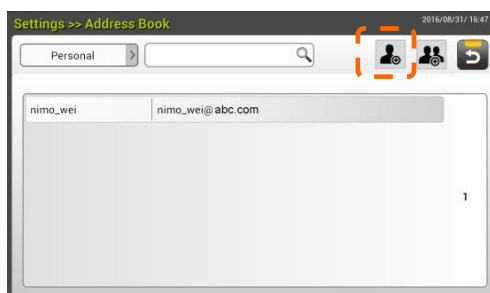 Settings >> Address Book
2016/08/31/ 16:47
Personal
nimo_wei nimo_wei@abc.com
1